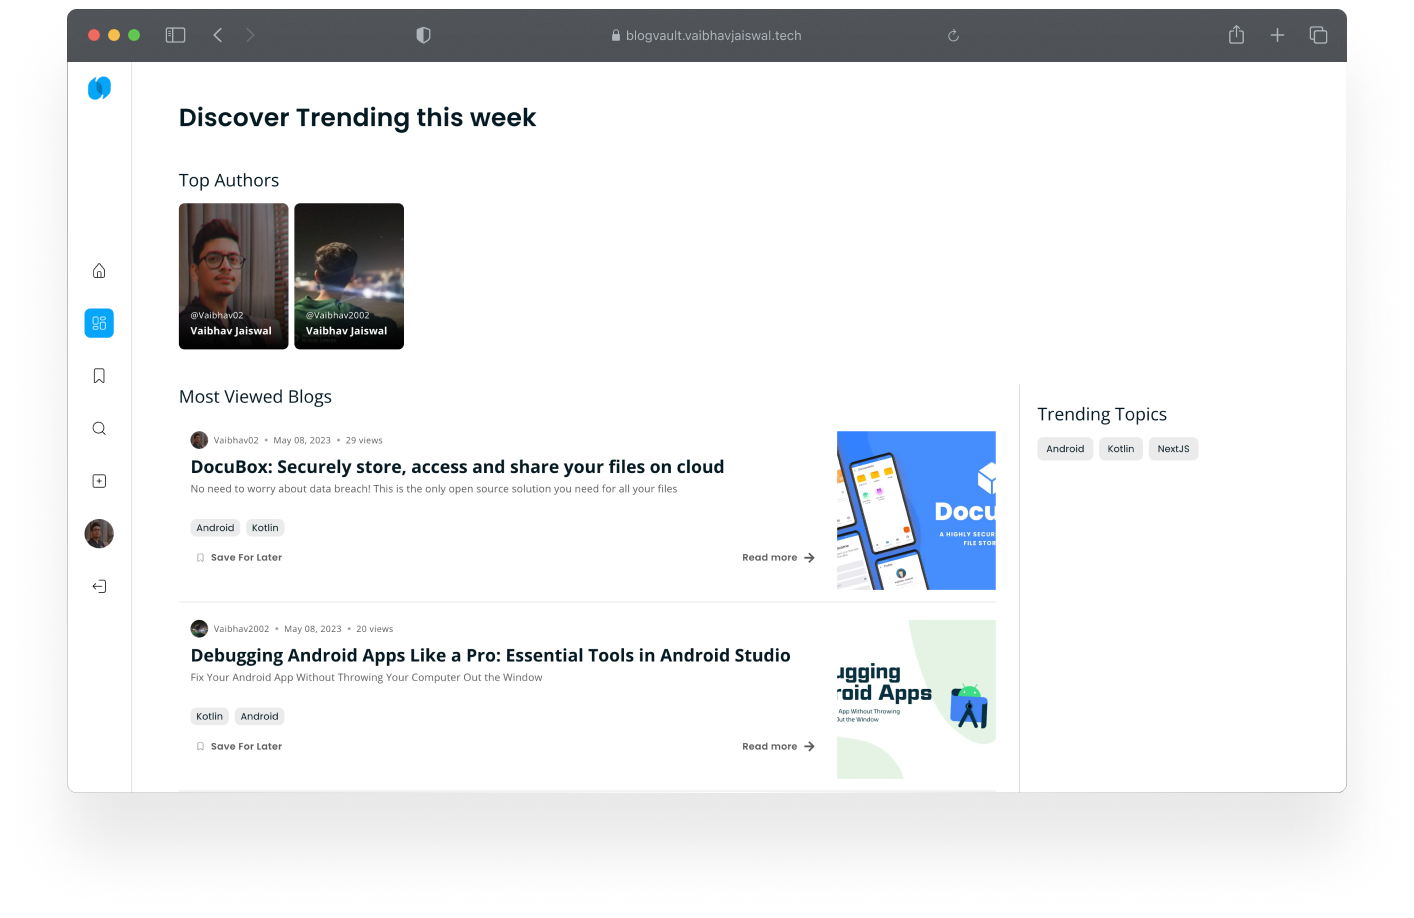 blogvault.vaibhavjaiswal.tech
Discover Trending this week
Top Authors
@Vaibhav02
Vaibhav Jaiswal
@Vaibhav2002
Vaibhav Jaiswal
Most Viewed Blogs
Vaibhav02 • May 08, 2023 • 29 views
DocuBox: Securely store, access and share your files on cloud
No need to worry about data breach! This is the only open source solution you need for all your files
Android Kotlin
Save For Later
Read more
Docu
A HIGHLY SECUR
FILE STOR
Vaibhav2002 • May 08, 2023 • 20 views
Debugging Android Apps Like a Pro: Essential Tools in Android Studio
Fix Your Android App Without Throwing Your Computer Out the Window
Kotlin Android
Save For Later
Read more
ugging
roid Apps
App Without Throwing
Out the Window
Trending Topics
Android Kotlin NextJS